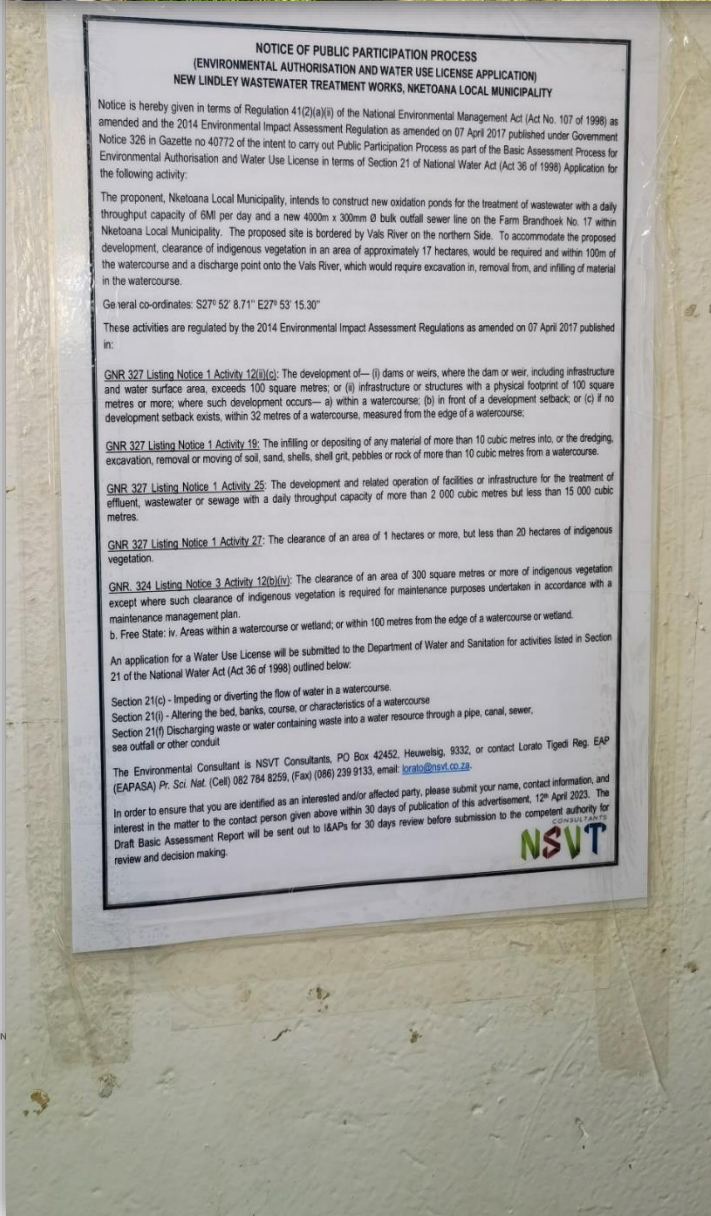 NOTICE OF PUBLIC PARTICIPATION PROCESS
(ENVIRONMENTAL AUTHORISATION AND WATER USE LICENSE APPLICATION)
NEW LINDLEY WASTEWATER TREATMENT WORKS, NKETOANA LOCAL MUNICIPALITY
Notice is hereby given in terms of Regulation 41(2)(a)(ii) of the National Environmental Management Act (Act No. 107 of 1998) as
amended and the 2014 Environmental Impact Assessment Regulation as amended on 07 April 2017 published under Government
Notice 326 in Gazette no 40772 of the intent to carry out Public Participation Process as part of the Basic Assessment Process for
Environmental Authorisation and Water Use License in terms of Section 21 of National Water Act (Act 36 of 1998) Application for
the following activity:
The proponent, Nketoana Local Municipality, intends to construct new oxidation ponds for the treatment of wastewater with a daily
throughput capacity of 6Ml per day and a new 4000m x 300mm Ø bulk outfall sewer line on the Farm Brandhoek No. 17 within
Nketoana Local Municipality. The proposed site is bordered by Vals River on the northern Side. To accommodate the proposed
development, clearance of indigenous vegetation in an area of approximately 17 hectares, would be required and within 100m of
the watercourse and a discharge point onto the Vals River, which would require excavation in, removal from, and infilling of material
in the watercourse.
General co-ordinates: S27º 52' 8.71" E27º 53' 15.30"
These activities are regulated by the 2014 Environmental Impact Assessment Regulations as amended on 07 April 2017 published
in:
GNR 327 Listing Notice 1 Activity 12(ii)(c): The development of— (i) dams or weirs, where the dam or weir, including infrastructure
and water surface area, exceeds 100 square metres; or (ii) infrastructure or structures with a physical footprint of 100 square
metres or more; where such development occurs— a) within a watercourse; (b) in front of a development setback; or (c) if no
development setback exists, within 32 metres of a watercourse, measured from the edge of a watercourse;
GNR 327 Listing Notice 1 Activity 19: The infilling or depositing of any material of more than 10 cubic metres into, or the dredging,
excavation, removal or moving of soil, sand, shells, shell grit, pebbles or rock of more than 10 cubic metres from a watercourse.
GNR 327 Listing Notice 1 Activity 25: The development and related operation of facilities or infrastructure for the treatment of
effluent, wastewater or sewage with a daily throughput capacity of more than 2 000 cubic metres but less than 15 000 cubic
metres.
GNR 327 Listing Notice 1 Activity 27: The clearance of an area of 1 hectares or more, but less than 20 hectares of indigenous
vegetation.
GNR. 324 Listing Notice 3 Activity 12(b)(iv): The clearance of an area of 300 square metres or more of indigenous vegetation
except where such clearance of indigenous vegetation is required for maintenance purposes undertaken in accordance with a
maintenance management plan.
b. Free State: iv. Areas within a watercourse or wetland; or within 100 metres from the edge of a watercourse or wetland.
An application for a Water Use License will be submitted to the Department of Water and Sanitation for activities listed in Section
21 of the National Water Act (Act 36 of 1998) outlined below:
Section 21(c) - Impeding or diverting the flow of water in a watercourse.
Section 21(i) - Altering the bed, banks, course, or characteristics of a watercourse
Section 21(f) Discharging waste or water containing waste into a water resource through a pipe, canal, sewer,
sea outfall or other conduit
The Environmental Consultant is NSVT Consultants, PO Box 42452, Heuwelsig, 9332, or contact Lorato Tigedi Reg. EAP
(EAPASA) Pr. Sci. Nat. (Cell) 082 784 8259, (Fax) (086) 239 9133, email: lorato@nsvt.co.za.
In order to ensure that you are identified as an interested and/or affected party, please submit your name, contact information, and
interest in the matter to the contact person given above within 30 days of publication of this advertisement, 12th April 2023. The
Draft Basic Assessment Report will be sent out to I&APs for 30 days review before submission to the competent authority for
review and decision making.
CONSULTANTS
NSVT
N